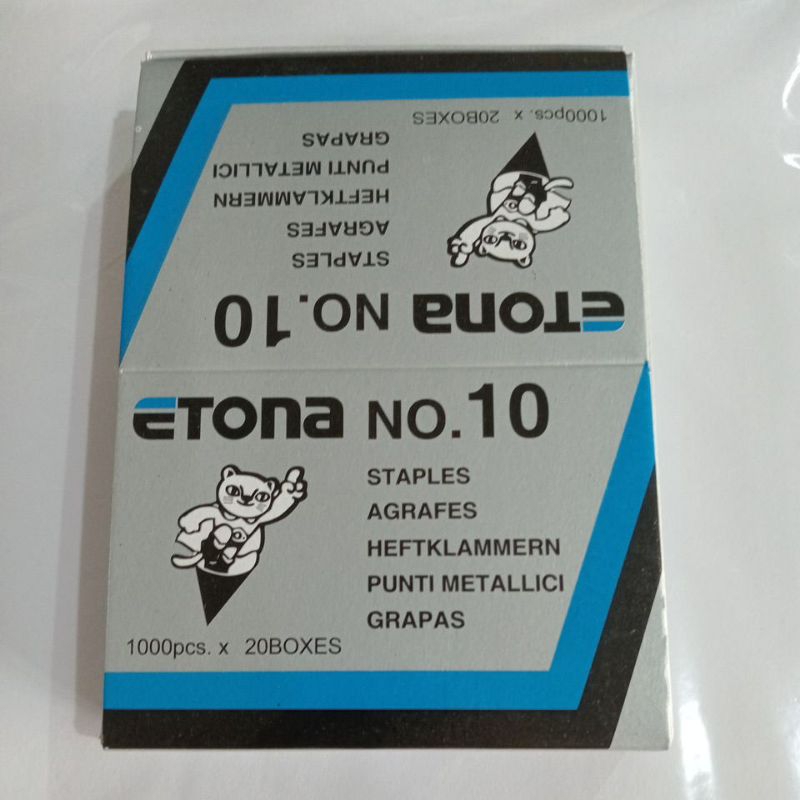 1000pcs. x 20BOXES
GRAPAS
PUNTI METALLICI
HEFTKLAMMERN
AGRAFES
STAPLES
ETONA NO.10
ETONA NO.10
STAPLES
AGRAFES
HEFTKLAMMERN
PUNTI METALLICI
GRAPAS
1000pcs. x 20BOXES